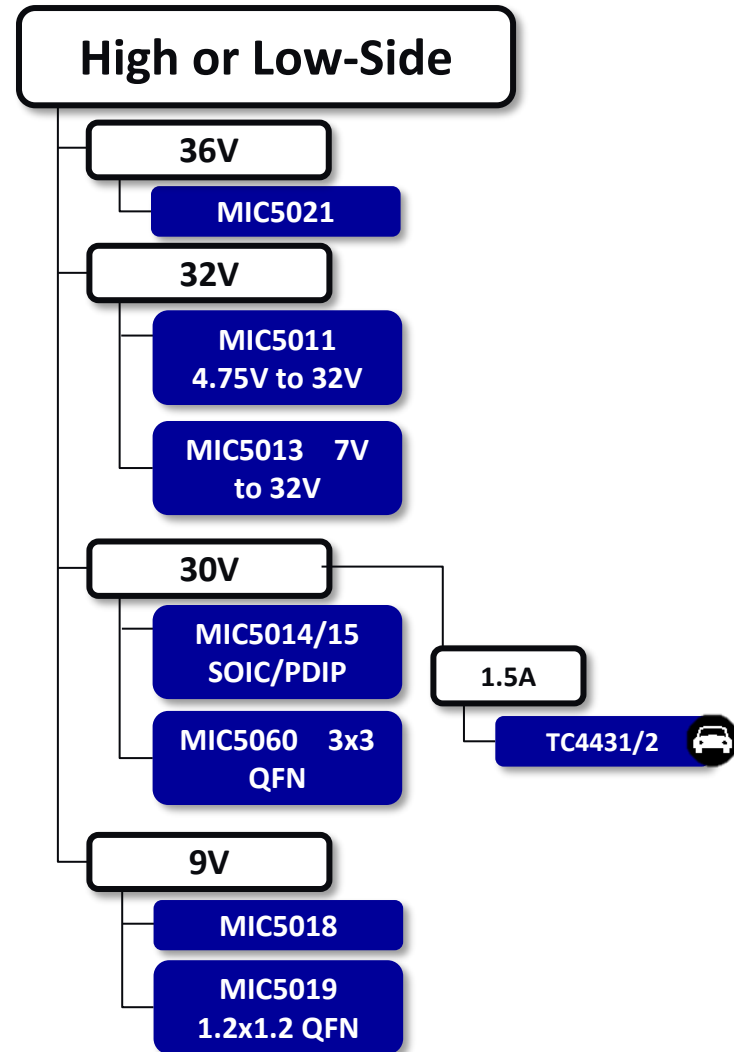 High or Low-Side
36V
MIC5021
32V
MIC5011
4.75V to 32V
MIC5013 7V
to 32V
30V
MIC5014/15
SOIC/PDIP
MIC5060 3x3
QFN
1.5A
TC4431/2
9V
MIC5018
MIC5019
1.2x1.2 QFN